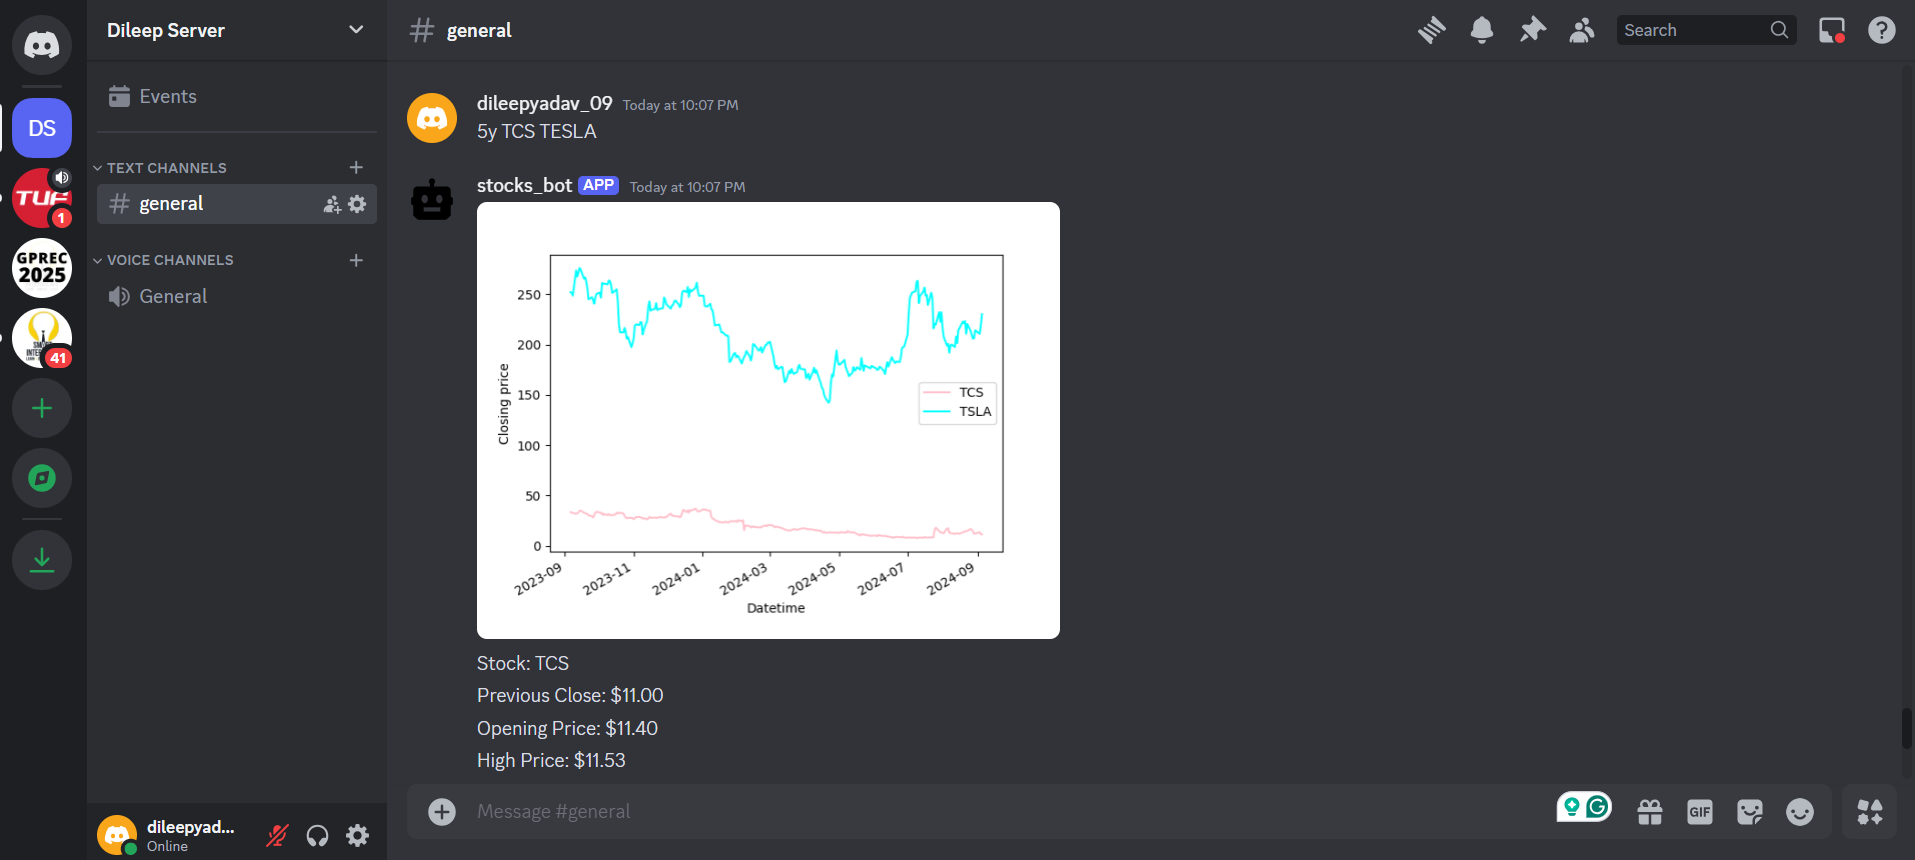 Dileep Server
Events
TEXT CHANNELS
general
VOICE CHANNELS
General
DS
TUF
1
GPREC
2025
41
dileepyad...
Online
general
Search
dileepyadav_09 Today at 10:07 PM
5y TCS TESLA
stocks_bot APP Today at 10:07 PM
250
200
150
100
50
0
Closing price
TCS
TSLA
2023-09
2023-11
2024-01
2024-03
2024-05
2024-07
2024-09
Datetime
Stock: TCS
Previous Close: $11.00
Opening Price: $11.40
High Price: $11.53
Message #general
GIF